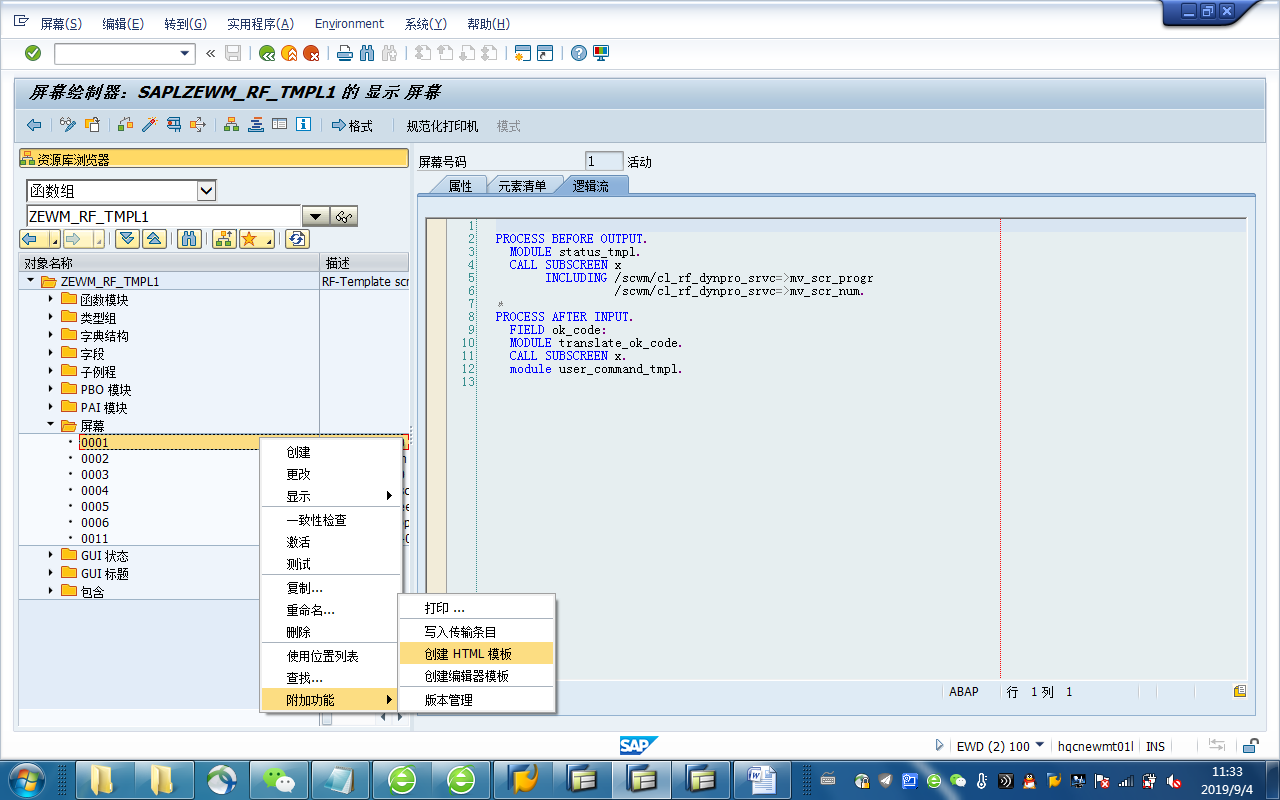 屏幕(S) 编辑(E) 转到(G) 实用程序(A) Environment 系统(Y) 帮助(H)
屏幕绘制器：SAPLZEWM_RF_TMPL1 的 显示 屏幕
格式 规范化打印机 模式
资源库浏览器
函数组
ZEWM_RF_TMPL1
对象名称 描述
ZEWM_RF_TMPL1 RF-Template scr
函数模块
类型组
字典结构
字段
子例程
PBO 模块
PAI 模块
屏幕
0001
0002
0003
0004
0005
0006
0011
GUI 状态
GUI 标题
包含
创建
更改
显示
一致性检查
激活
测试
复制...
重命名...
删除
使用位置列表
查找...
附加功能
打印 ...
写入传输条目
创建 HTML 模板
创建编辑器模板
版本管理
屏幕号码 1 活动
属性 元素清单 逻辑流
1
2 PROCESS BEFORE OUTPUT.
3 MODULE status_tmpl.
4 CALL SUBSCREEN x
5 INCLUDING /scwm/cl_rf_dynpro_srvc=>mv_scr_progr
6 /scwm/cl_rf_dynpro_srvc=>mv_scr_num.
7 *
8 PROCESS AFTER INPUT.
9 FIELD ok_code:
10 MODULE translate_ok_code.
11 CALL SUBSCREEN x.
12 module user_command_tmpl.
13
ABAP 行 1 列 1
SAP
EWD (2) 100 hqcnewmt01l INS
11:33
2019/9/4